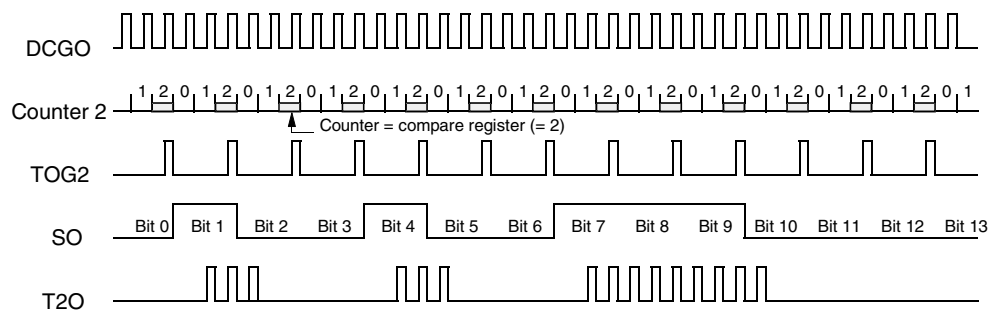 DCGO
Counter 2 1 2 0 1 2 0 1 2 0 1 2 0 1 2 0 1 2 0 1 2 0 1 2 0 1 2 0 1 2 0 1 2 0 1 2 0 1 2 0 1
Counter = compare register (= 2)
TOG2
SO Bit 0 Bit 1 Bit 2 Bit 3 Bit 4 Bit 5 Bit 6 Bit 7 Bit 8 Bit 9 Bit 10 Bit 11 Bit 12 Bit 13
T2O